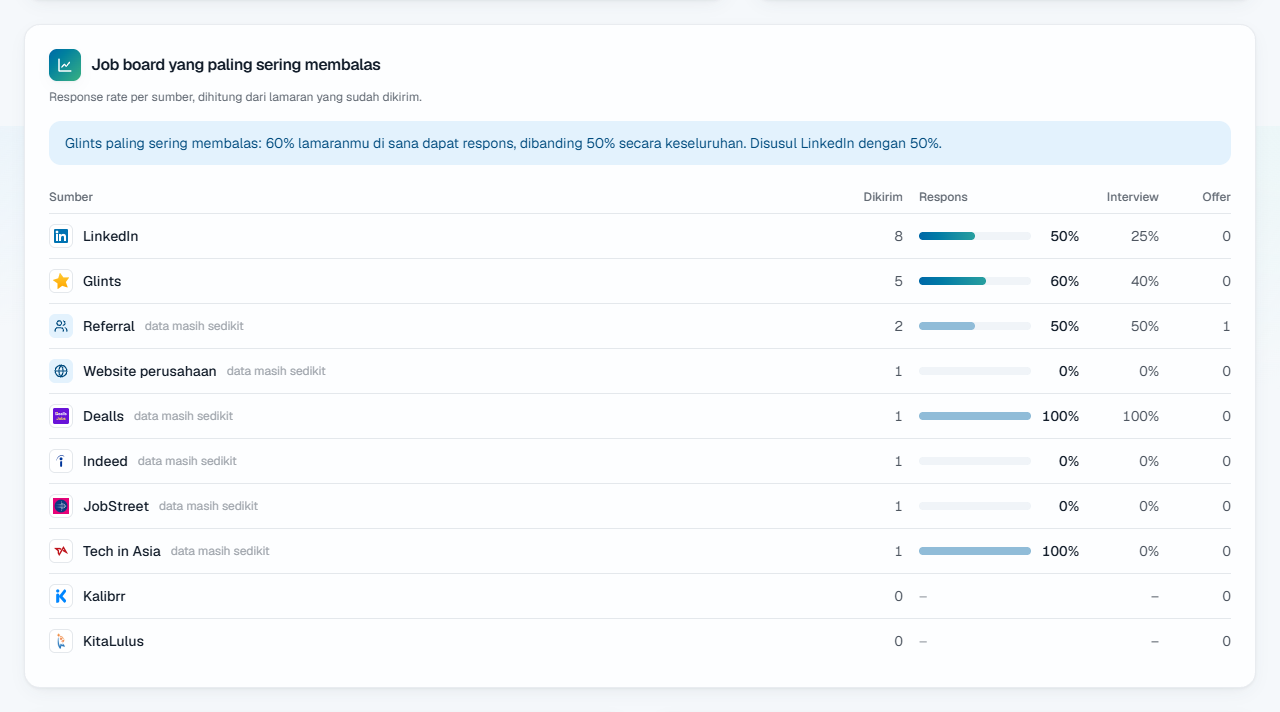 Job board yang paling sering membalas
Response rate per sumber, dihitung dari lamaran yang sudah dikirim.
Glints paling sering membalas: 60% lamaranmu di sana dapat respons, dibanding 50% secara keseluruhan. Disusul LinkedIn dengan 50%.
Sumber Dikirim Respons Interview Offer
LinkedIn 8 50% 25% 0
Glints 5 60% 40% 0
Referral data masih sedikit 2 50% 50% 1
Website perusahaan data masih sedikit 1 0% 0% 0
Dealls data masih sedikit 1 100% 100% 0
Indeed data masih sedikit 1 0% 0% 0
JobStreet data masih sedikit 1 0% 0% 0
Tech in Asia data masih sedikit 1 100% 0% 0
Kalibrr 0 – – 0
KitaLulus 0 – – 0